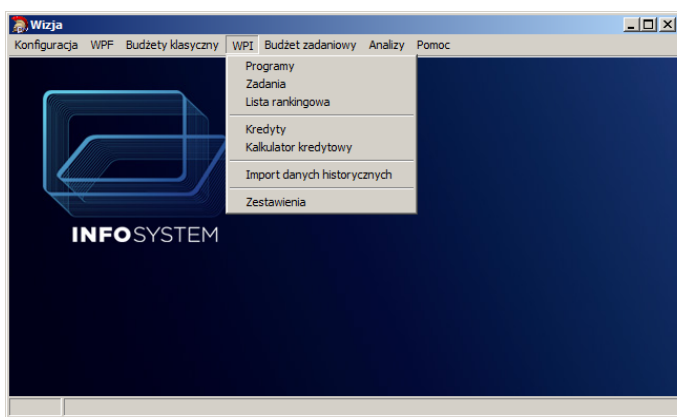 Wizja
Konfiguracja WPF Budżety klasyczny WPI Budżet zadaniowy Analizy Pomoc
Programy
Zadania
Lista rankingowa
Kredyty
Kalkulator kredytowy
Import danych historycznych
Zestawienia
INFOSYSTEM